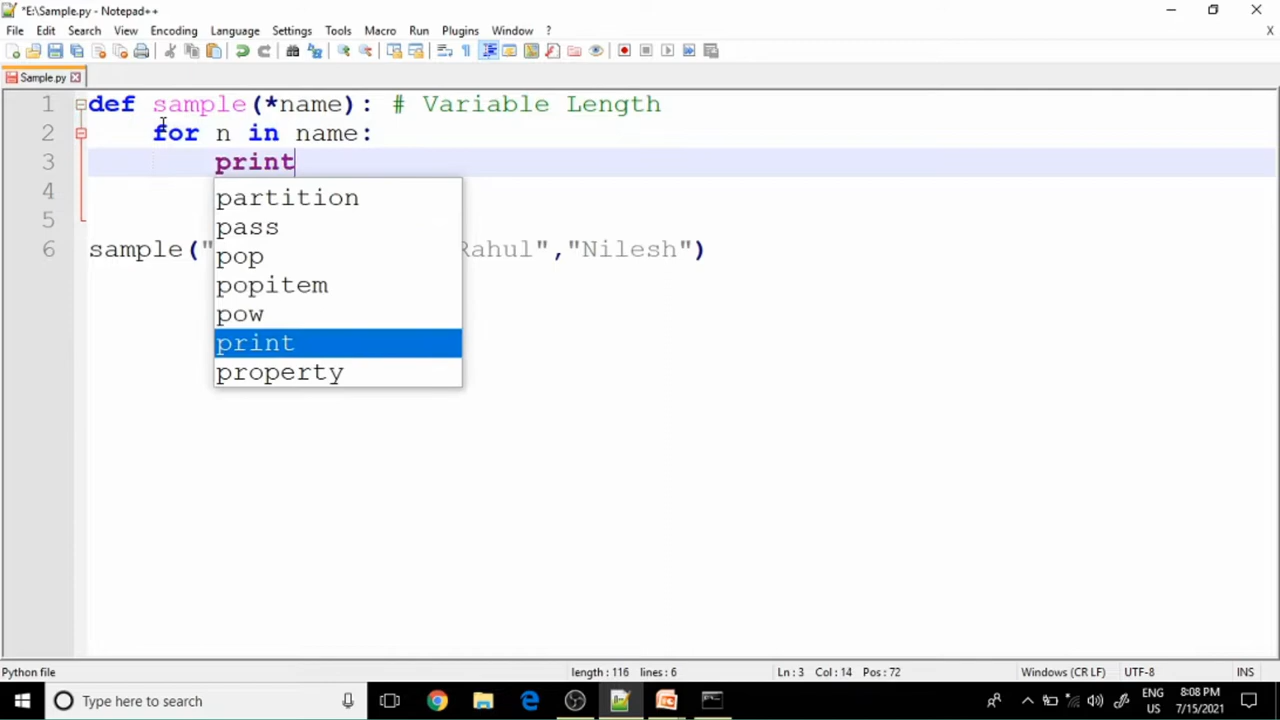 *E:\Sample.py - Notepad++
File Edit Search View Encoding Language Settings Tools Macro Run Plugins Window ?
X
Sample.py
1 def sample(*name): # Variable Length
2 for n in name:
3 print
4 partition
pass
5 pop
6 sample(" Rahul","Nilesh")
popitem
pow
print
property
Python file length : 116 lines : 6 Ln : 3 Col : 14 Pos : 72 Windows (CR LF) UTF-8 INS
Type here to search
ENG
US
8:08 PM
7/15/2021